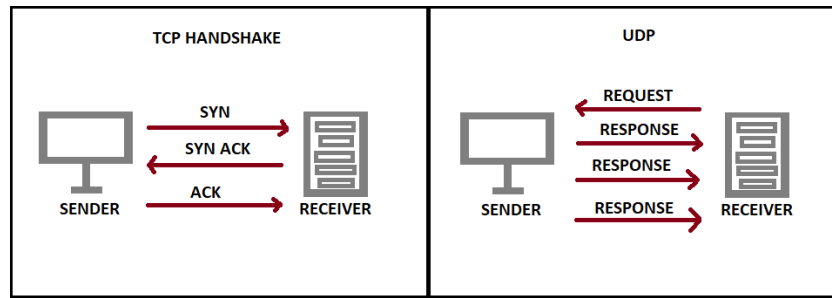 TCP HANDSHAKE
SYN
SYN ACK
ACK
SENDER
RECEIVER
UDP
REQUEST
RESPONSE
RESPONSE
RESPONSE
SENDER
RECEIVER